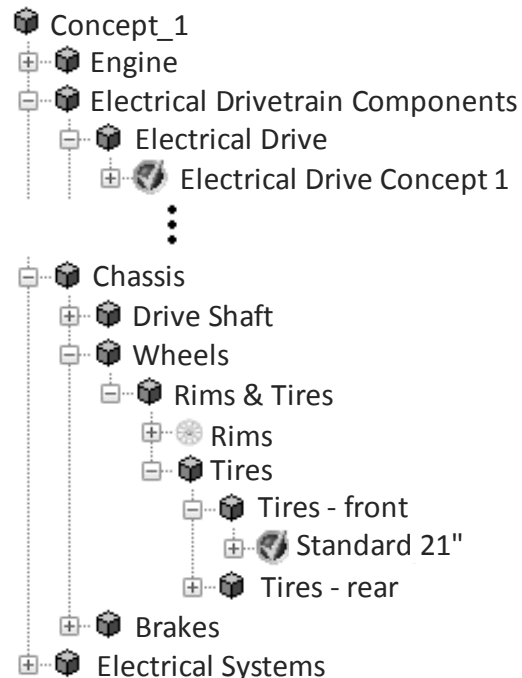 Concept_1
Engine
Electrical Drivetrain Components
Electrical Drive
Electrical Drive Concept 1
Chassis
Drive Shaft
Wheels
Rims & Tires
Rims
Tires
Tires - front
Standard 21"
Tires - rear
Brakes
Electrical Systems